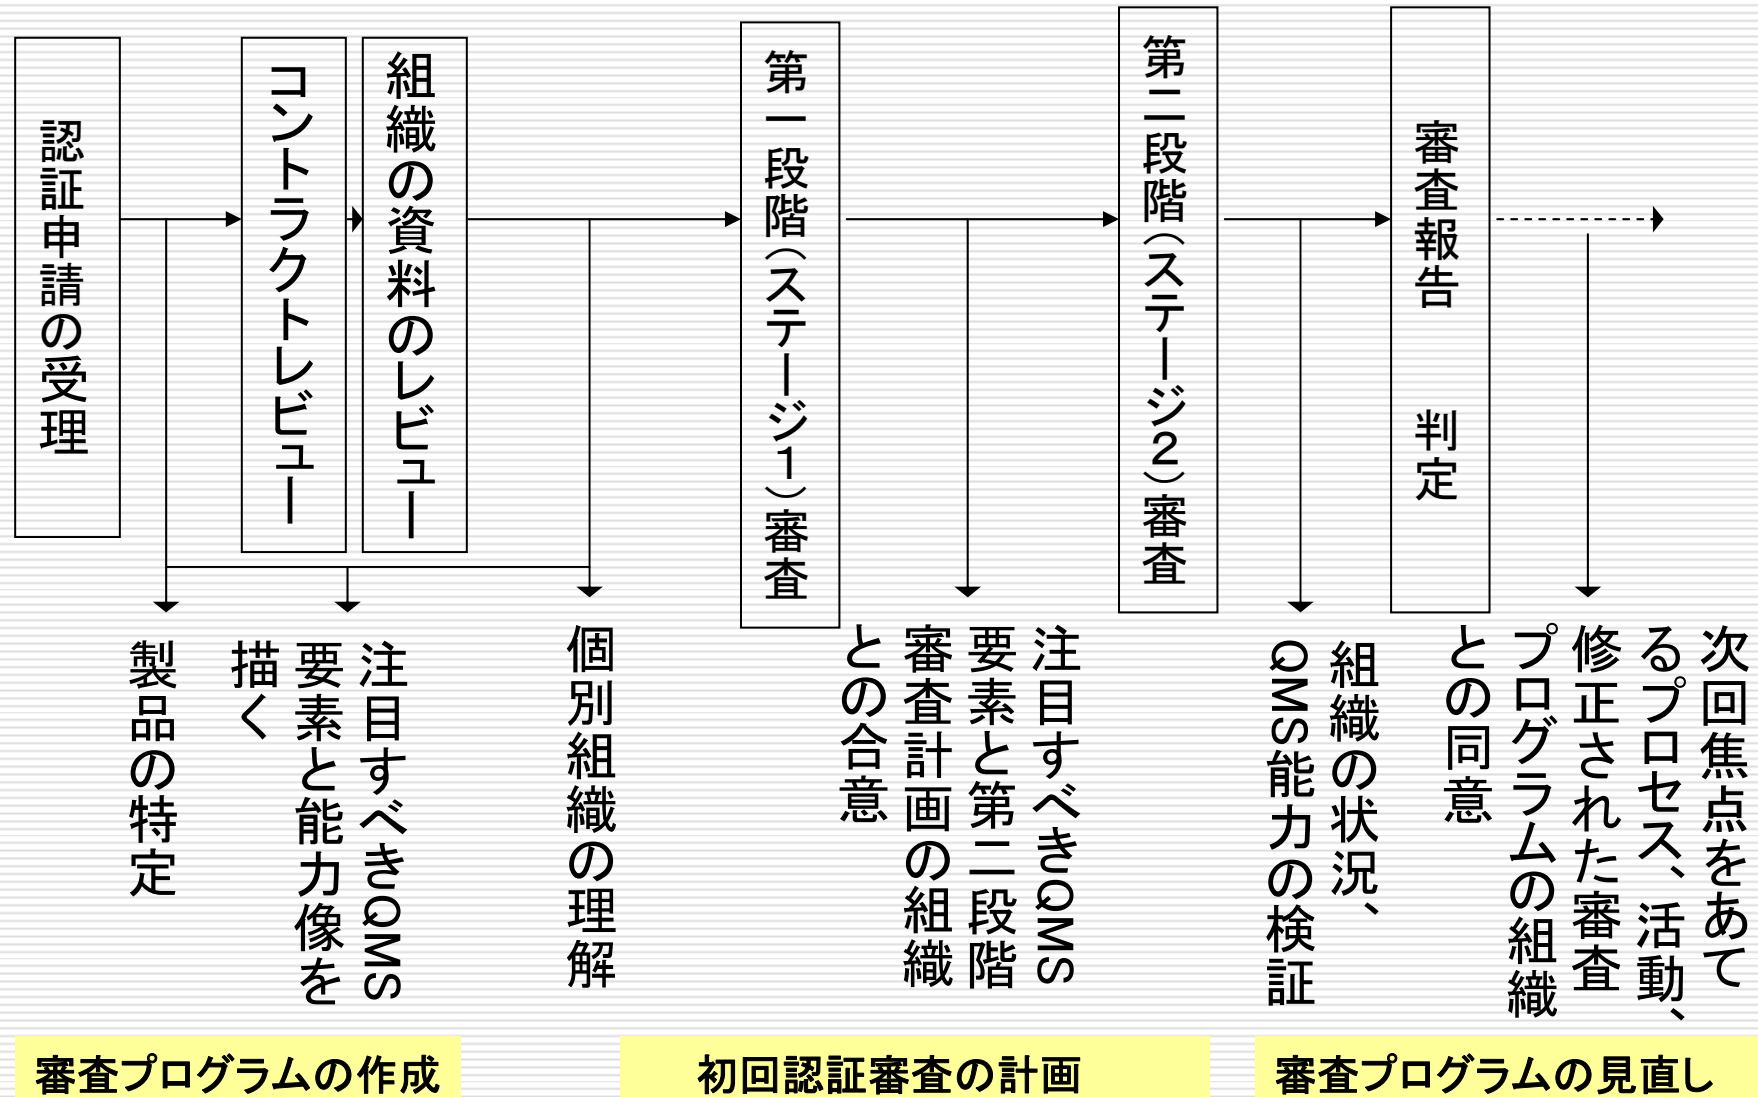 認証申請の受理
コントラクトレビュー
組織の資料のレビュー
第一段階（ステージ１）審査
第二段階（ステージ２）審査
審査報告　　判定
製品の特定
注目すべきQMS
要素と能力像を
描く
個別組織の理解
注目すべきQMS
要素と第二段階
審査計画の組織
との合意
組織の状況、
QMS能力の検証
次回焦点をあて
るプロセス、活動、
修正された審査
プログラムの組織
との同意
審査プログラムの作成
初回認証審査の計画
審査プログラムの見直し